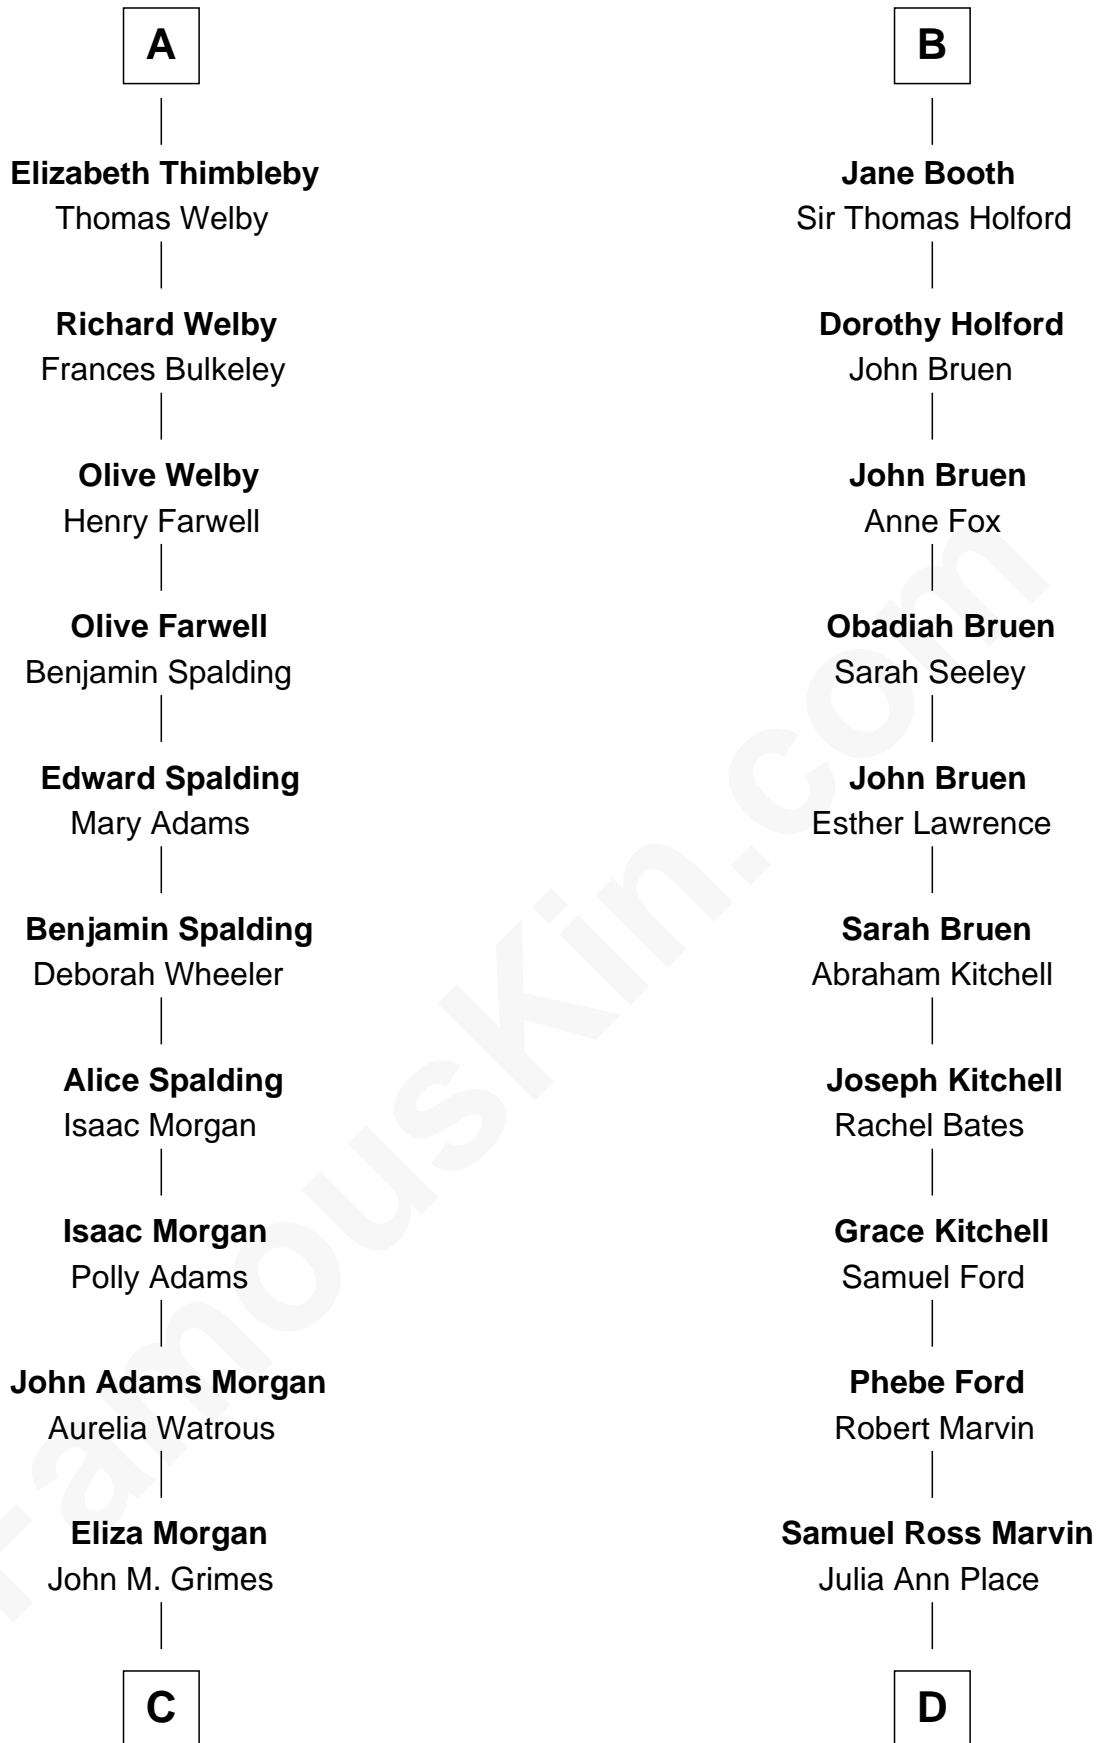 A
Elizabeth Thimbleby
Thomas Welby
Richard Welby
Frances Bulkeley
Olive Welby
Henry Farwell
Olive Farwell
Benjamin Spalding
Edward Spalding
Mary Adams
Benjamin Spalding
Deborah Wheeler
Alice Spalding
Isaac Morgan
Isaac Morgan
Polly Adams
John Adams Morgan
Aurelia Watrous
Eliza Morgan
John M. Grimes
C
B
Jane Booth
Sir Thomas Holford
Dorothy Holford
John Bruen
John Bruen
Anne Fox
Obadiah Bruen
Sarah Seeley
John Bruen
Esther Lawrence
Sarah Bruen
Abraham Kitchell
Joseph Kitchell
Rachel Bates
Grace Kitchell
Samuel Ford
Phebe Ford
Robert Marvin
Samuel Ross Marvin
Julia Ann Place
D
FamousKin.com